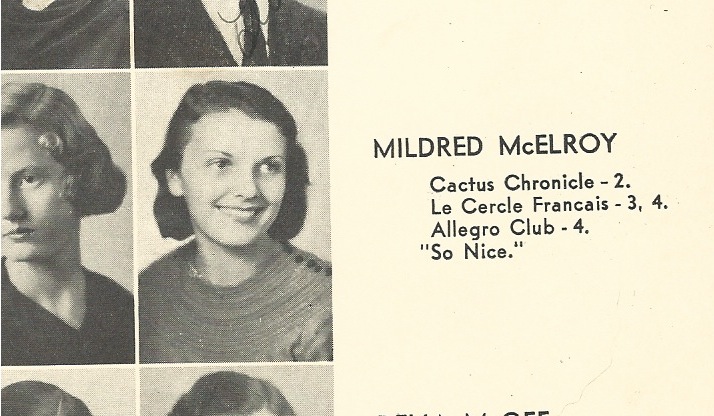 MILDRED McELROY
Cactus Chronicle - 2.
Le Cercle Francais - 3, 4.
Allegro Club - 4.
"So Nice."